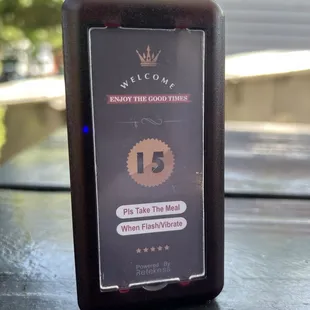 WELCOME
ENJOY THE GOOD TIMES
15
Pls Take The Meal
When Flash/Vibrate
Powered By